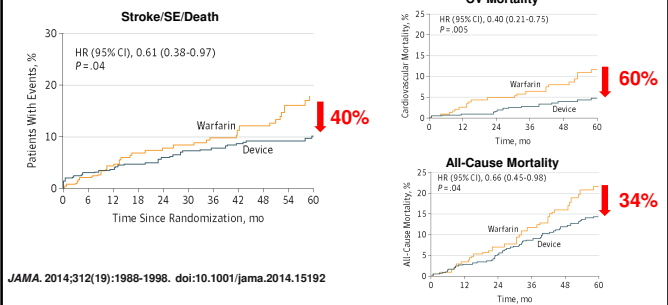 Stroke/SE/Death
30
20
10
0
Patients With Events, %
HR (95% CI), 0.61 (0.38-0.97)
P = .04
Warfarin
Device
40%
0 6 12 18 24 30 36 42 48 54 60
Time Since Randomization, mo
CV Mortality
25
20
15
10
5
0
Cardiovascular Mortality, %
HR (95% CI), 0.40 (0.21-0.75)
P = .005
Warfarin
Device
60%
0 12 24 36 48 60
Time, mo
All-Cause Mortality
25
20
15
10
5
0
All-Cause Mortality, %
HR (95% CI), 0.66 (0.45-0.98)
P = .04
Warfarin
Device
34%
0 12 24 36 48 60
Time, mo
JAMA. 2014;312(19):1988-1998. doi:10.1001/jama.2014.15192